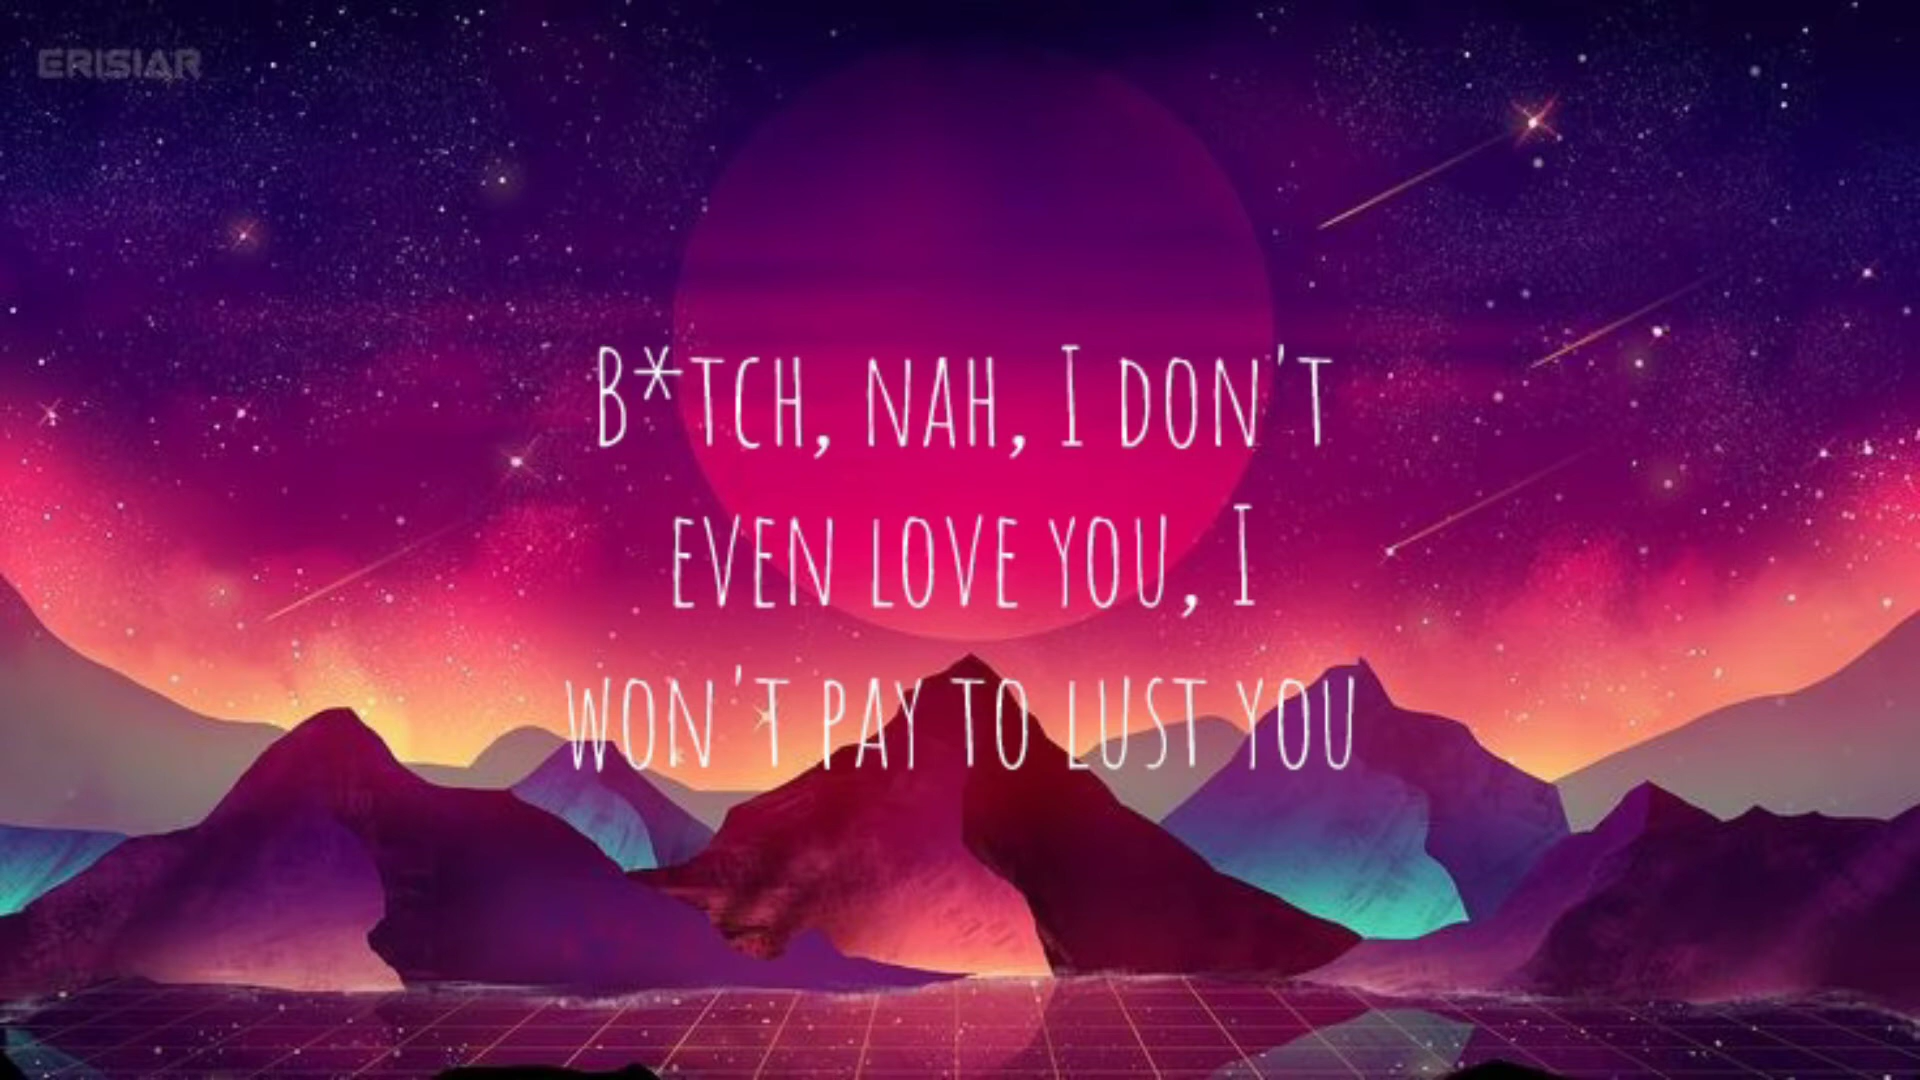 ERISIAR
B*TCH, NAH, I DON'T
EVEN LOVE YOU, I
WON'T PAY TO LUST YOU